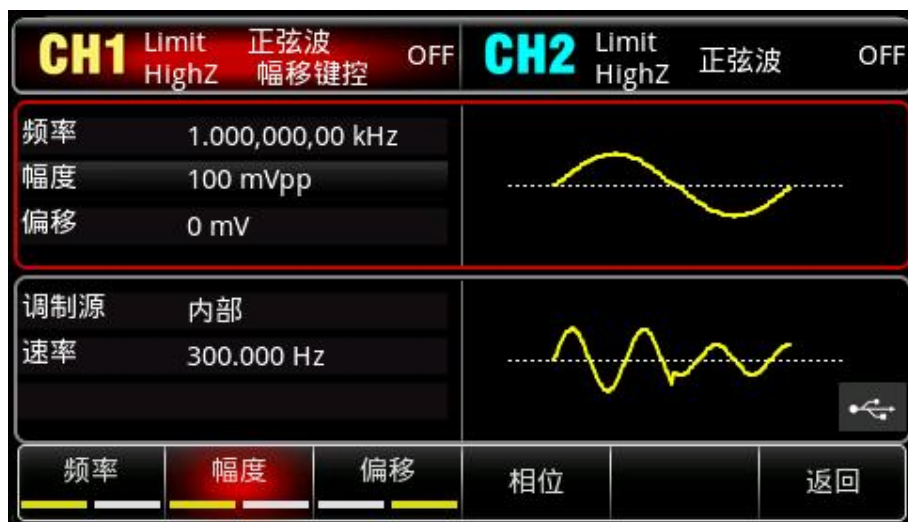 CH1 Limit 正弦波 OFF CH2 Limit 正弦波 OFF
HighZ 幅移键控 HighZ
频率 1.000,000,00 kHz
幅度 100 mVpp
偏移 0 mV
调制源 内部
速率 300.000 Hz
频率 幅度 偏移 相位 返回